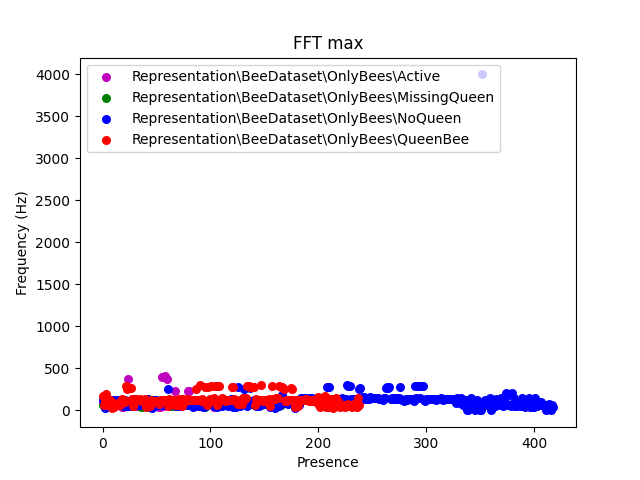 FFT max
Representation\BeeDataset\OnlyBees\Active
Representation\BeeDataset\OnlyBees\MissingQueen
Representation\BeeDataset\OnlyBees\NoQueen
Representation\BeeDataset\OnlyBees\QueenBee
4000
3500
3000
2500
2000
1500
1000
500
0
Frequency (Hz)
0 100 200 300 400
Presence